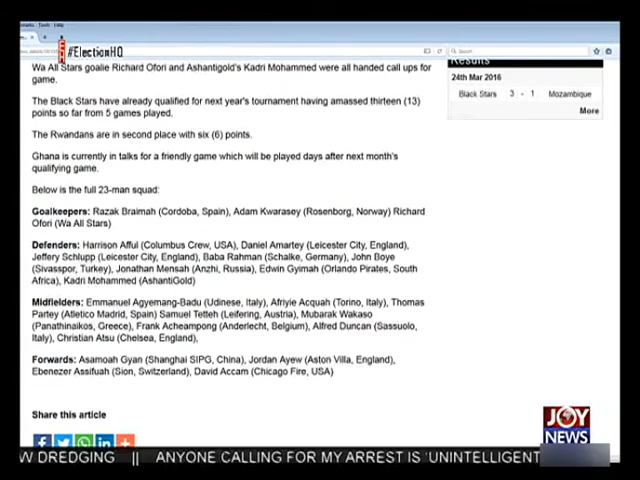 Tools Help
#ElectionHQ
Search
Wa All Stars goalie Richard Ofori and Ashantigold's Kadri Mohammed were all handed call ups for
game.
The Black Stars have already qualified for next year's tournament having amassed thirteen (13)
points so far from 5 games played.
The Rwandans are in second place with six (6) points.
Ghana is currently in talks for a friendly game which will be played days after next month's
qualifying game.
Below is the full 23-man squad:
Goalkeepers: Razak Braimah (Cordoba, Spain), Adam Kwarasey (Rosenborg, Norway) Richard
Ofori (Wa All Stars)
Defenders: Harrison Afful (Columbus Crew, USA), Daniel Amartey (Leicester City, England),
Jeffery Schlupp (Leicester City, England), Baba Rahman (Schalke, Germany), John Boye
(Sivasspor, Turkey), Jonathan Mensah (Anzhi, Russia), Edwin Gyimah (Orlando Pirates, South
Africa), Kadri Mohammed (AshantiGold)
Midfielders: Emmanuel Agyemang-Badu (Udinese, Italy), Afriyie Acquah (Torino, Italy), Thomas
Partey (Atletico Madrid, Spain) Samuel Tetteh (Leifering, Austria), Mubarak Wakaso
(Panathinaikos, Greece), Frank Acheampong (Anderlecht, Belgium), Alfred Duncan (Sassuolo,
Italy), Christian Atsu (Chelsea, England),
Forwards: Asamoah Gyan (Shanghai SIPG, China), Jordan Ayew (Aston Villa, England),
Ebenezer Assifuah (Sion, Switzerland), David Accam (Chicago Fire, USA)
Share this article
Results
24th Mar 2016
Black Stars 3 - 1 Mozambique
More
JOY
NEWS
W DREDGING || ANYONE CALLING FOR MY ARREST IS 'UNINTELLIGENT